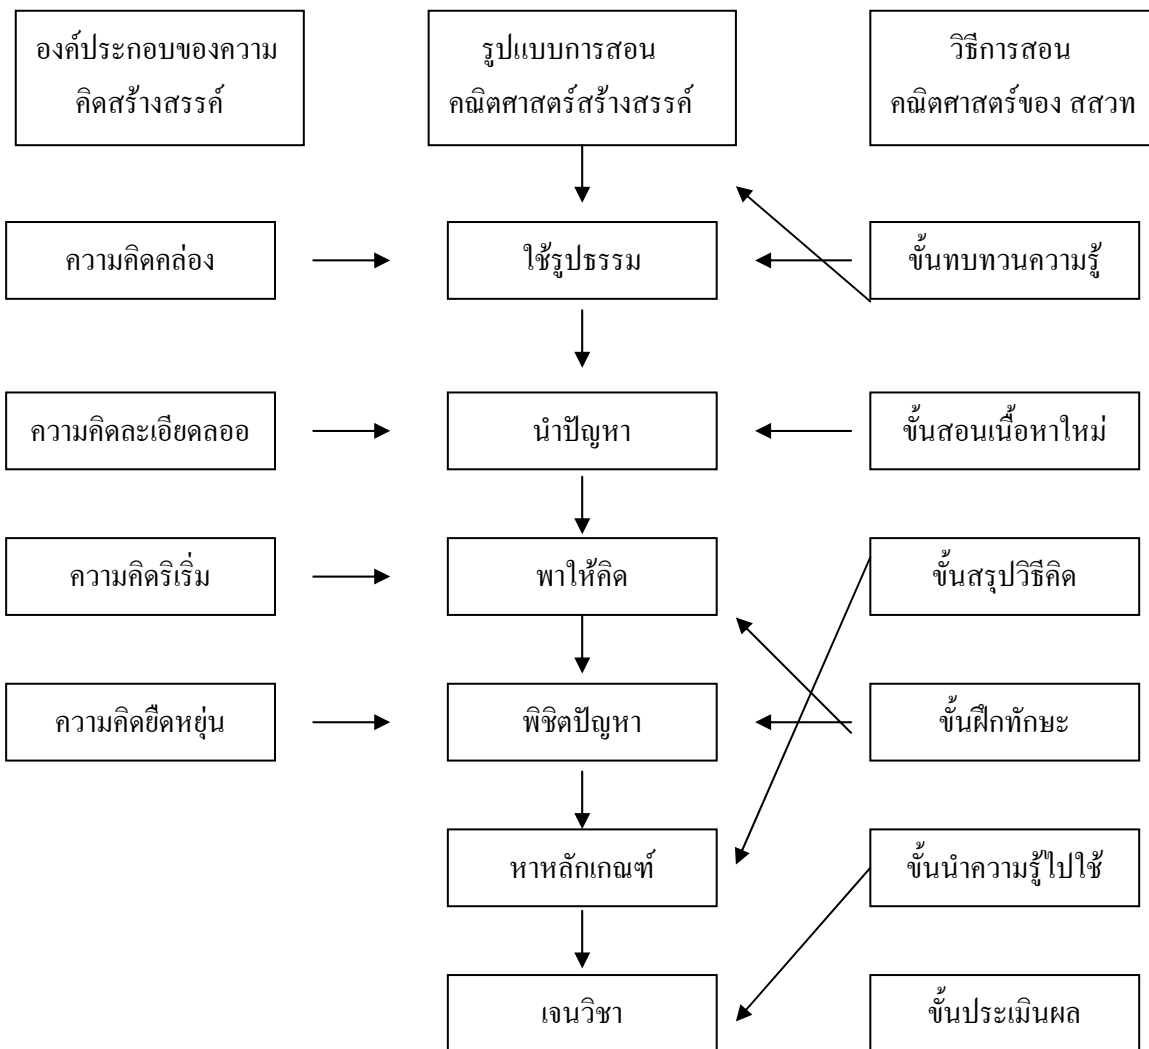 องค์ประกอบของความ
คิดสร้างสรรค์
รูปแบบการสอน
คณิตศาสตร์สร้างสรรค์
วิธีการสอน
คณิตศาสตร์ของ สสวท
ความคิดคล่อง
ใช้รูปธรรม
ขั้นทบทวนความรู้
ความคิดละเอียดลออ
นำปัญหา
ขั้นสอนเนื้อหาใหม่
ความคิดริเริ่ม
พาให้คิด
ขั้นสรุปวิธีคิด
ความคิดยืดหยุ่น
พิชิตปัญหา
ขั้นฝึกทักษะ
หาหลักเกณฑ์
ขั้นนำความรู้ไปใช้
เจนวิชา
ขั้นประเมินผล